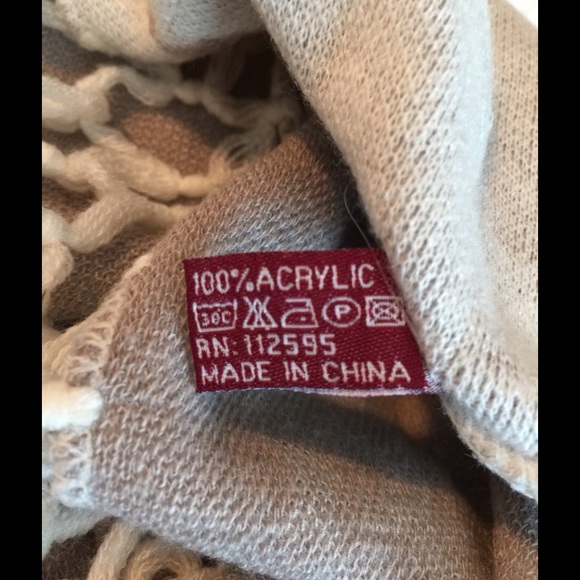 100% ACRYLIC
30C P
RN: 112595
MADE IN CHINA